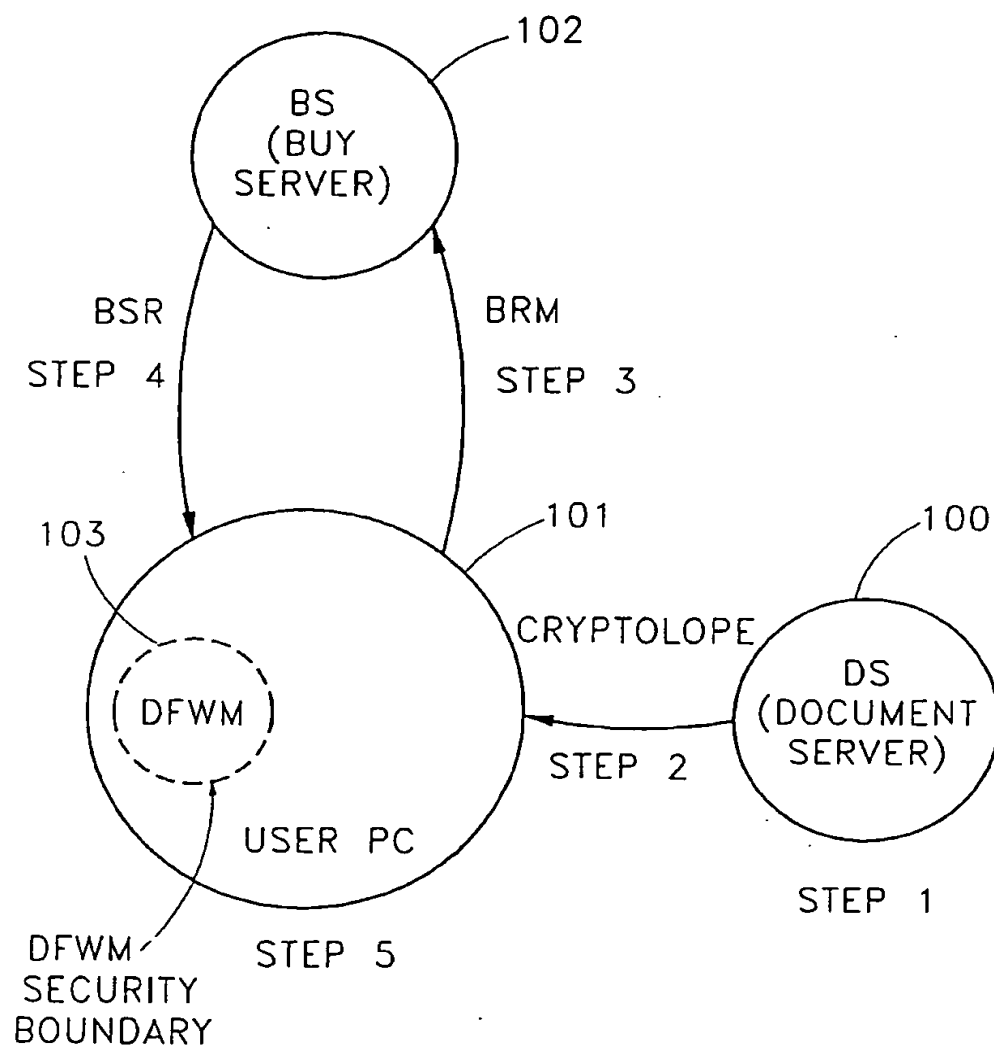 102
BS
(BUY
SERVER)
BSR
BRM
STEP 4
STEP 3
103
101
100
CRYPTOLOPE
DS
(DOCUMENT
SERVER)
DFWM
STEP 2
USER PC
STEP 1
DFWM
SECURITY
BOUNDARY
STEP 5